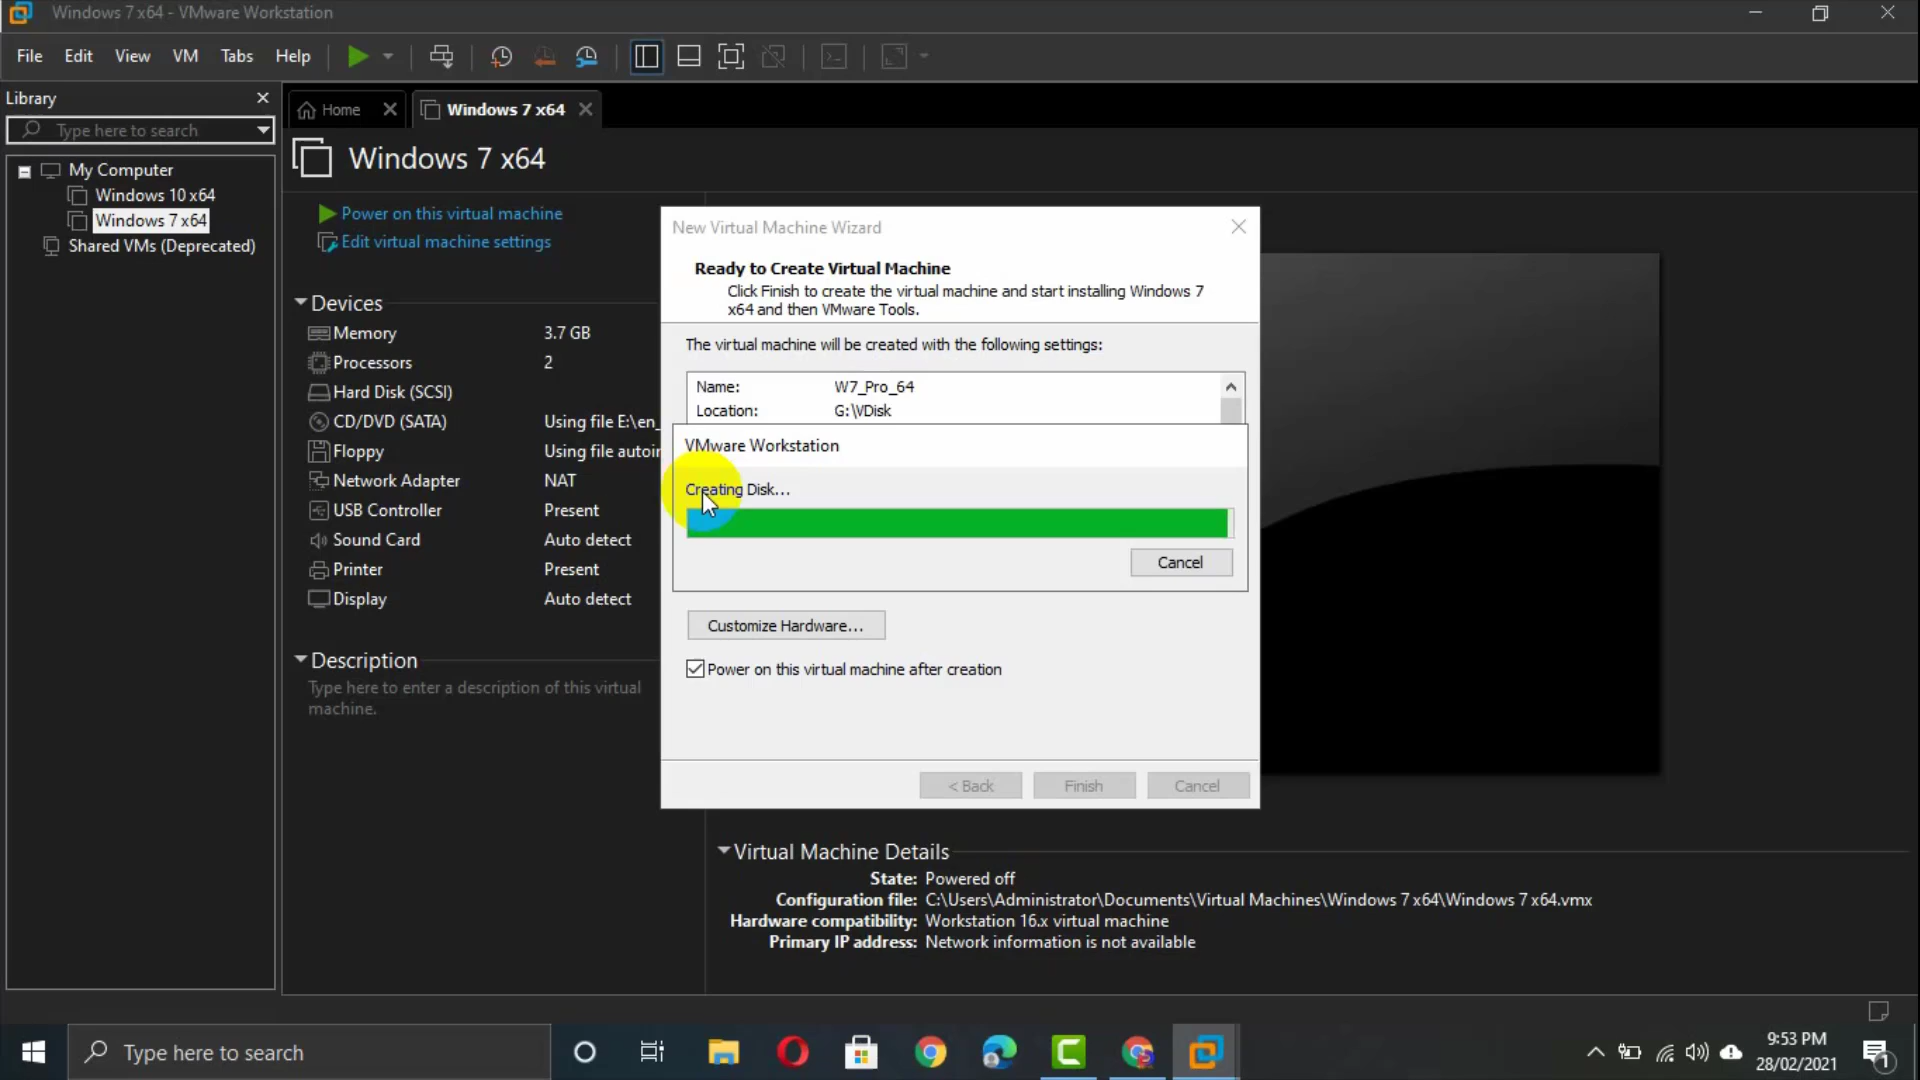 Windows 7 x64 - VMware Workstation
File Edit View VM Tabs Help
Library
Type here to search
My Computer
Windows 10 x64
Windows 7 x64
Shared VMs (Deprecated)
Home
Windows 7 x64
Windows 7 x64
Power on this virtual machine
Edit virtual machine settings
Devices
Memory 3.7 GB
Processors 2
Hard Disk (SCSI)
CD/DVD (SATA) Using file E:\en_
Floppy Using file autoin
Network Adapter NAT
USB Controller Present
Sound Card Auto detect
Printer Present
Display Auto detect
Description
Type here to enter a description of this virtual
machine.
New Virtual Machine Wizard
Ready to Create Virtual Machine
Click Finish to create the virtual machine and start installing Windows 7
x64 and then VMware Tools.
The virtual machine will be created with the following settings:
Name: W7_Pro_64
Location: G:\VDisk
VMware Workstation
Creating Disk...
Cancel
Customize Hardware...
Power on this virtual machine after creation
< Back Finish Cancel
Virtual Machine Details
State: Powered off
Configuration file: C:\Users\Administrator\Documents\Virtual Machines\Windows 7 x64\Windows 7 x64.vmx
Hardware compatibility: Workstation 16.x virtual machine
Primary IP address: Network information is not available
Type here to search
9:53 PM
28/02/2021
1